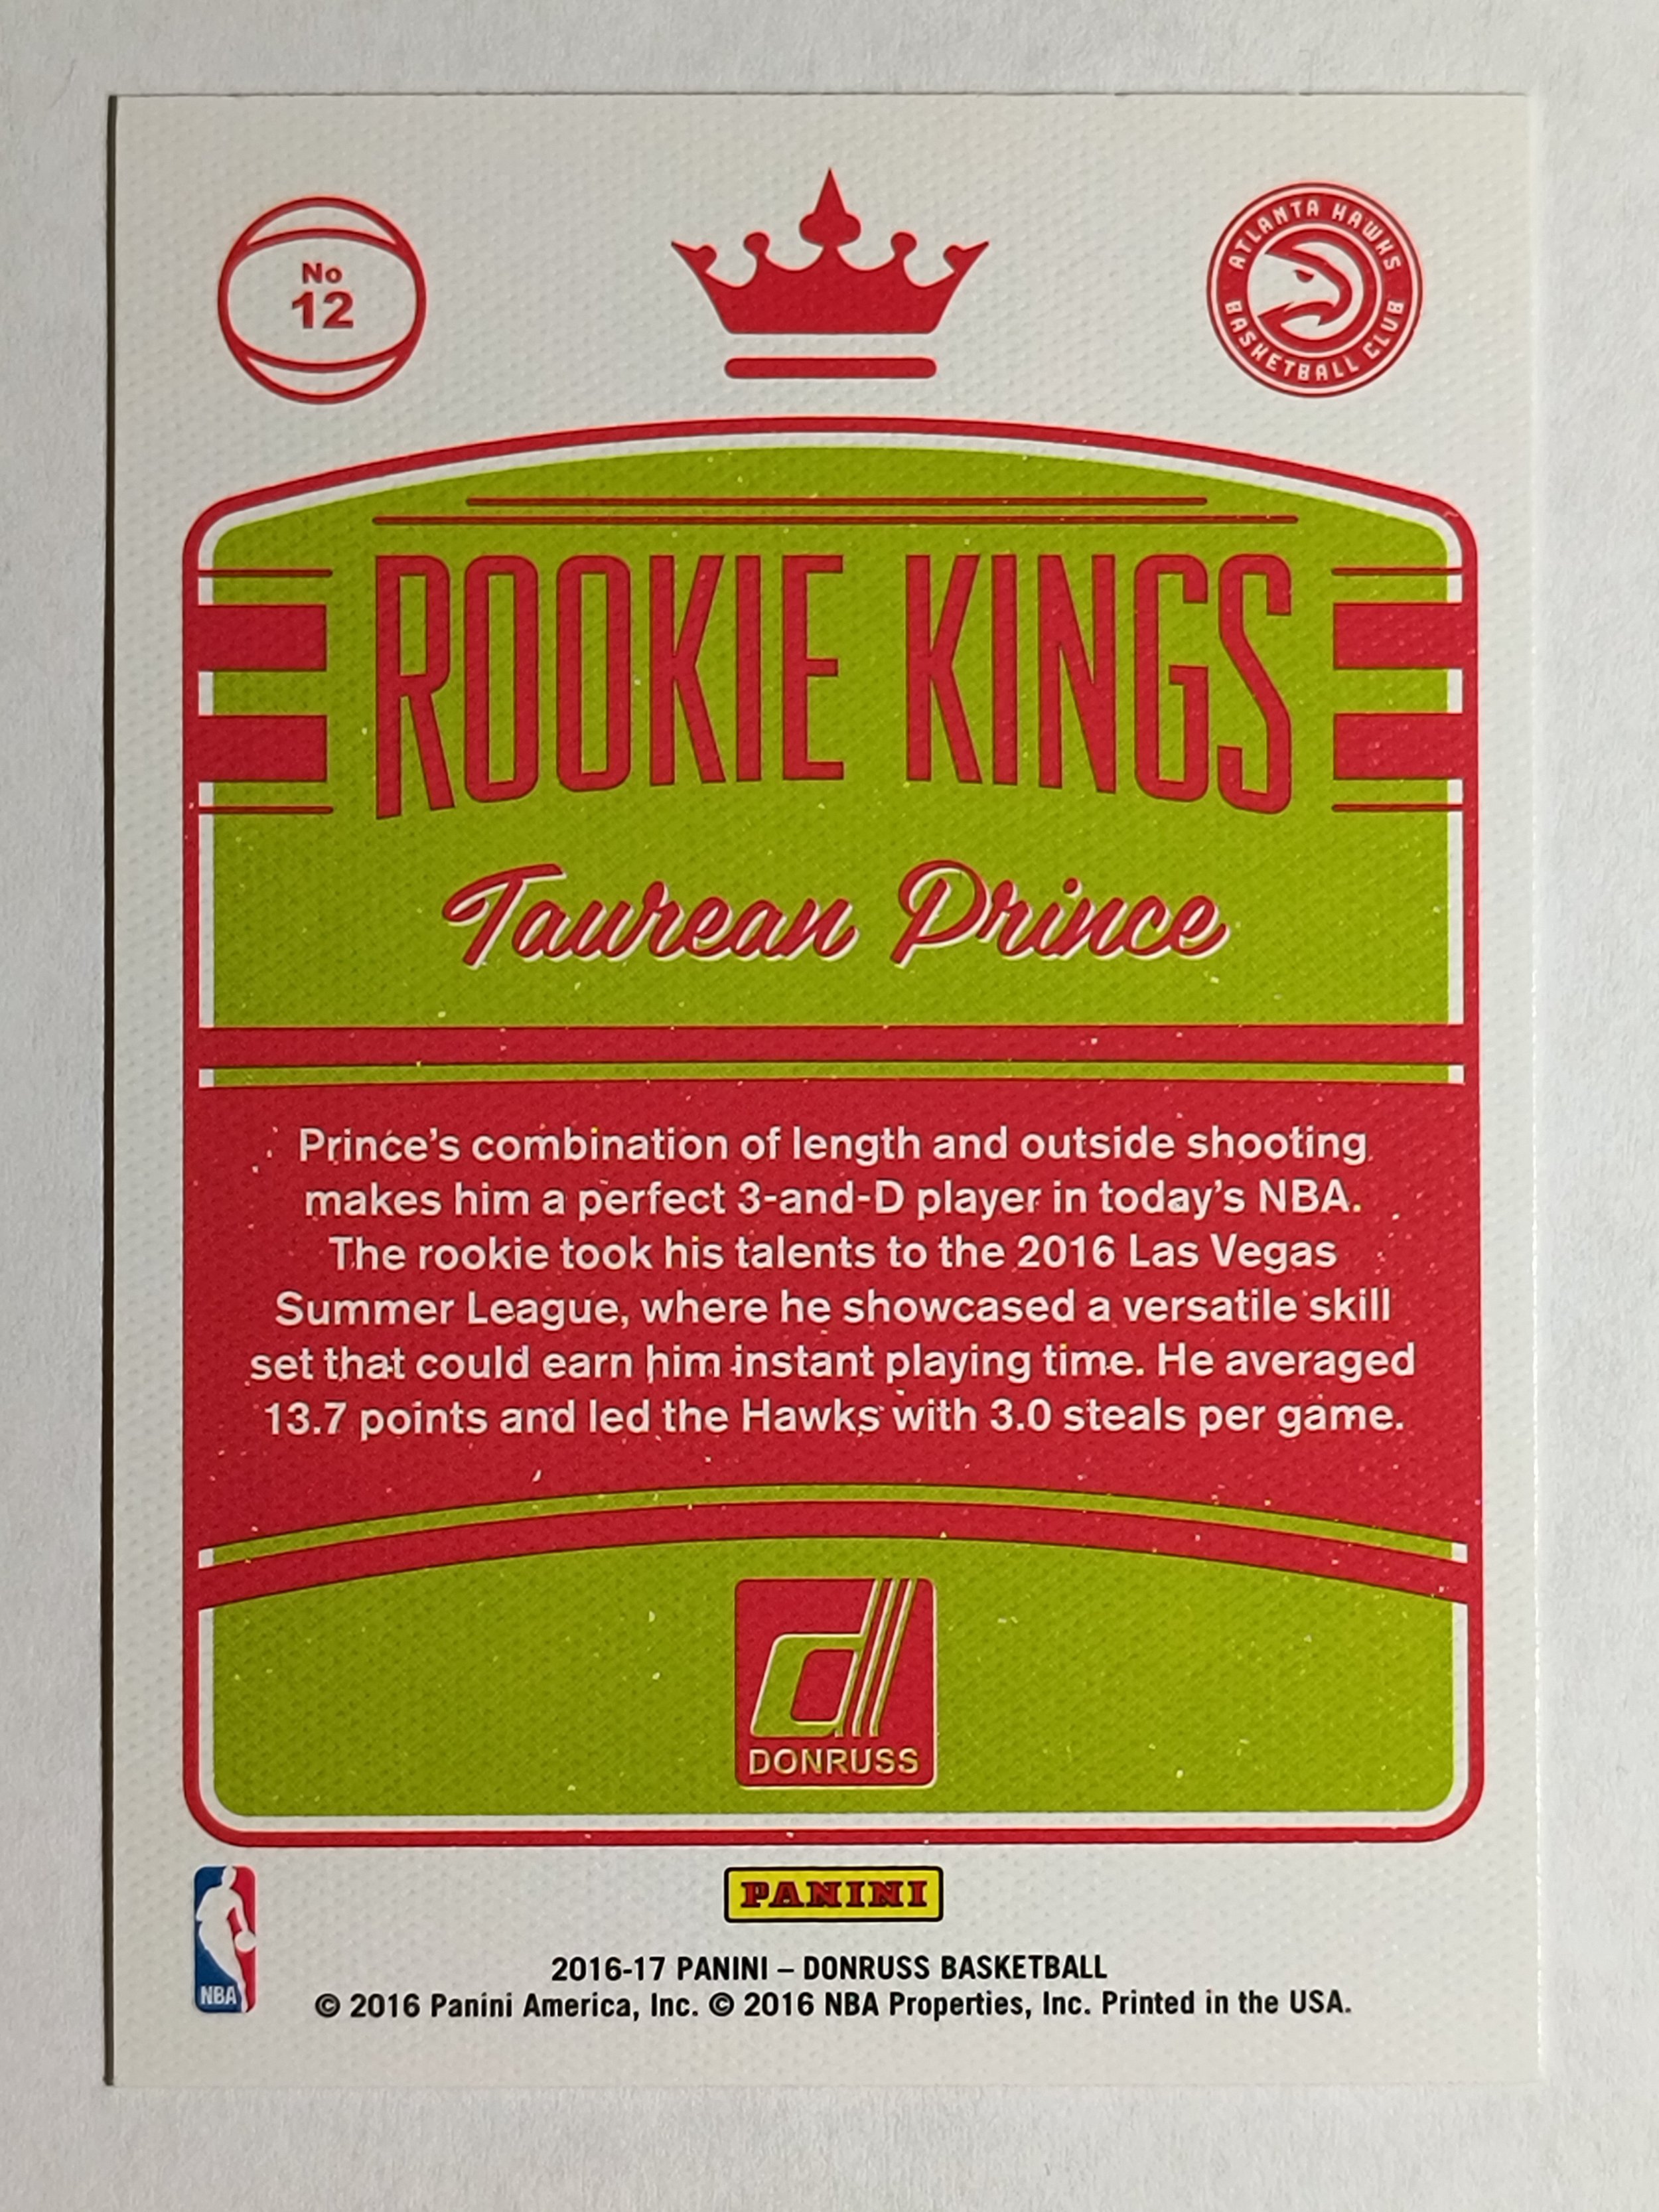 No
12
ATLANTA HAWKS
BASKETBALL CLUB
ROOKIE KINGS
Taurean Prince
Prince's combination of length and outside shooting
makes him a perfect 3-and-D player in today's NBA.
The rookie took his talents to the 2016 Las Vegas
Summer League, where he showcased a versatile skill
set that could earn him instant playing time. He averaged
13.7 points and led the Hawks with 3.0 steals per game.
d
DONRUSS
PANINI
NBA
2016-17 PANINI – DONRUSS BASKETBALL
© 2016 Panini America, Inc. © 2016 NBA Properties, Inc. Printed in the USA.